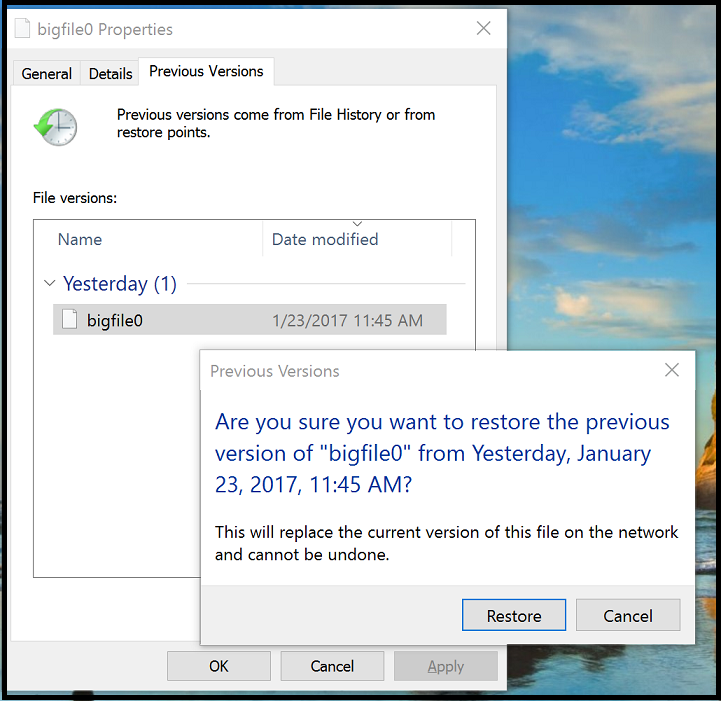 bigfile0 Properties
General Details Previous Versions
Previous versions come from File History or from
restore points.
File versions:
Name Date modified
Yesterday (1)
bigfile0 1/23/2017 11:45 AM
Previous Versions
Are you sure you want to restore the previous
version of "bigfile0" from Yesterday, January
23, 2017, 11:45 AM?
This will replace the current version of this file on the network
and cannot be undone.
Restore Cancel
OK Cancel Apply